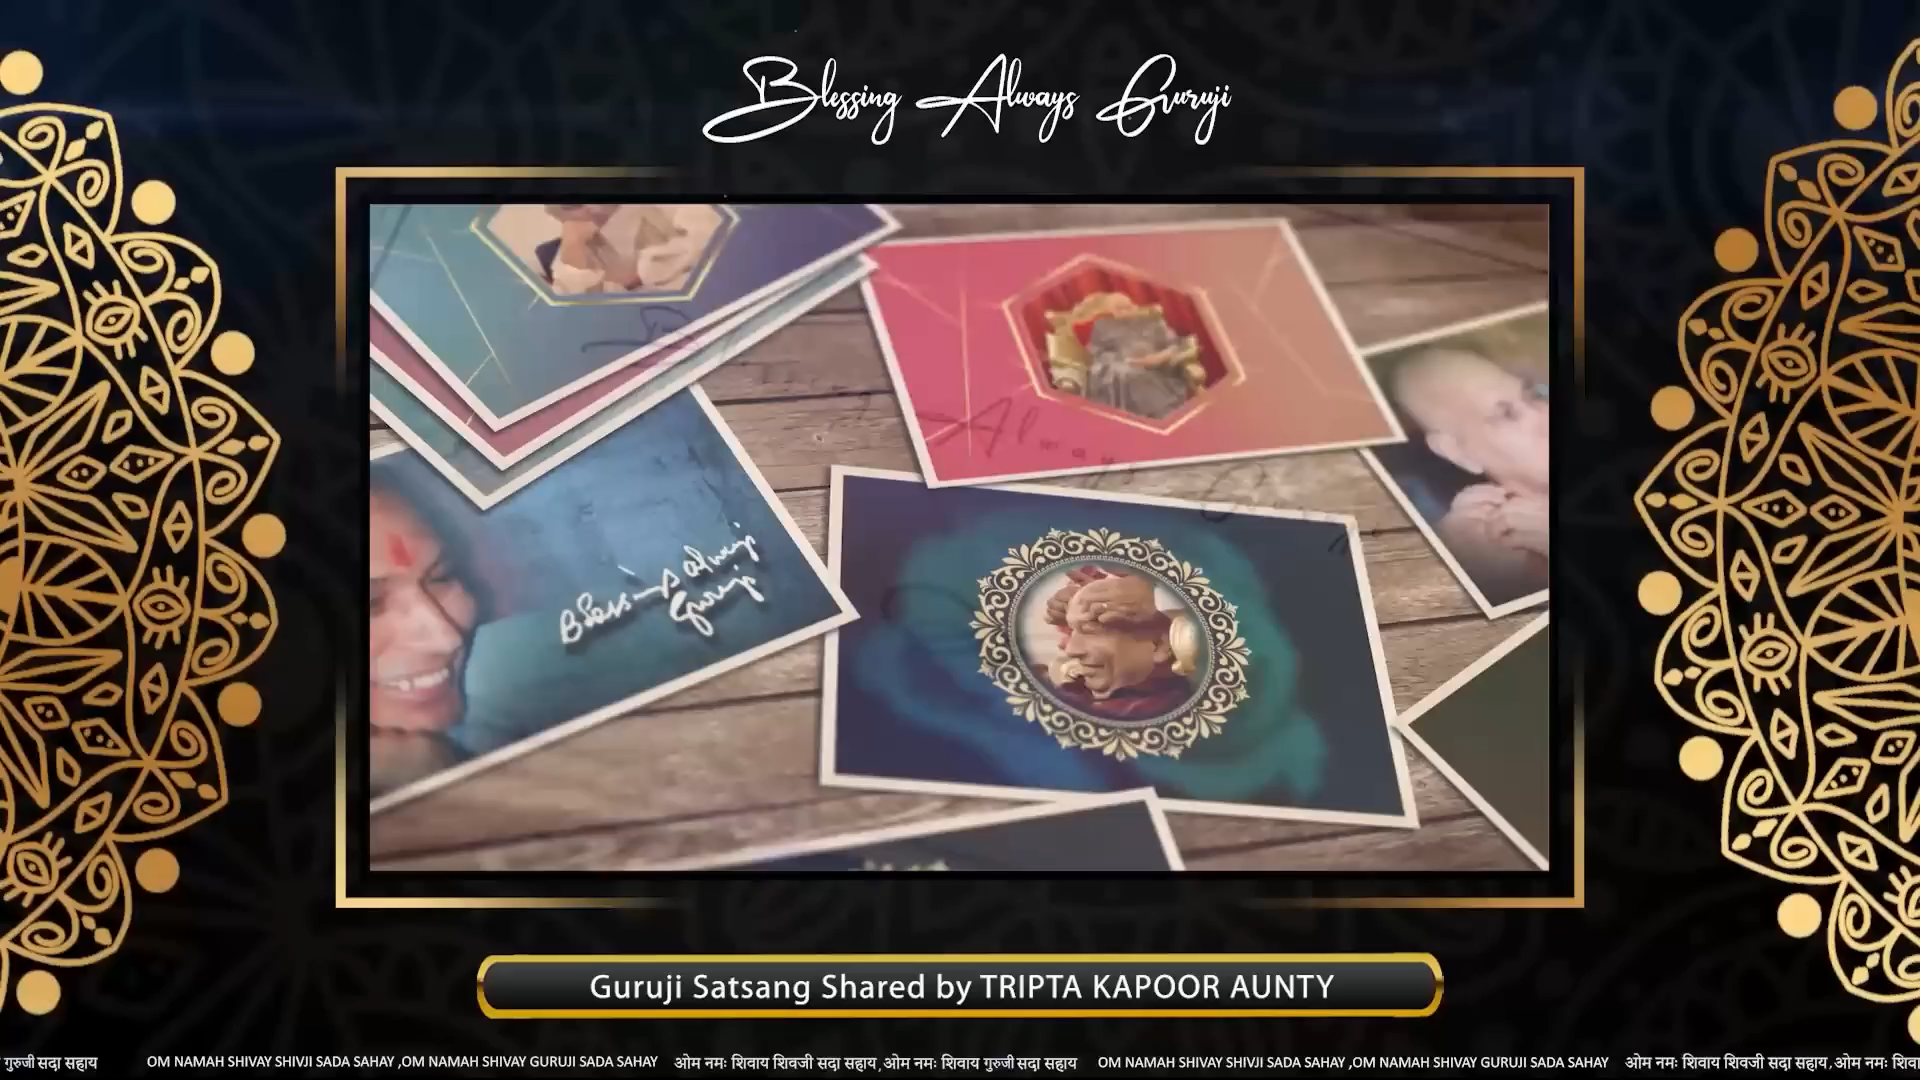 Blessing Always Guruji
Blessings always
Guruji
Guruji Satsang Shared by TRIPTA KAPOOR AUNTY
गुरुजी सदा सहाय OM NAMAH SHIVAY SHIVJI SADA SAHAY ,OM NAMAH SHIVAY GURUJI SADA SAHAY ओम नमः शिवाय शिवजी सदा सहाय, ओम नमः शिवाय गुरुजी सदा सहाय OM NAMAH SHIVAY SHIVJI SADA SAHAY ,OM NAMAH SHIVAY GURUJI SADA SAHAY ओम नमः शिवाय शिवजी सदा सहाय, ओम नमः